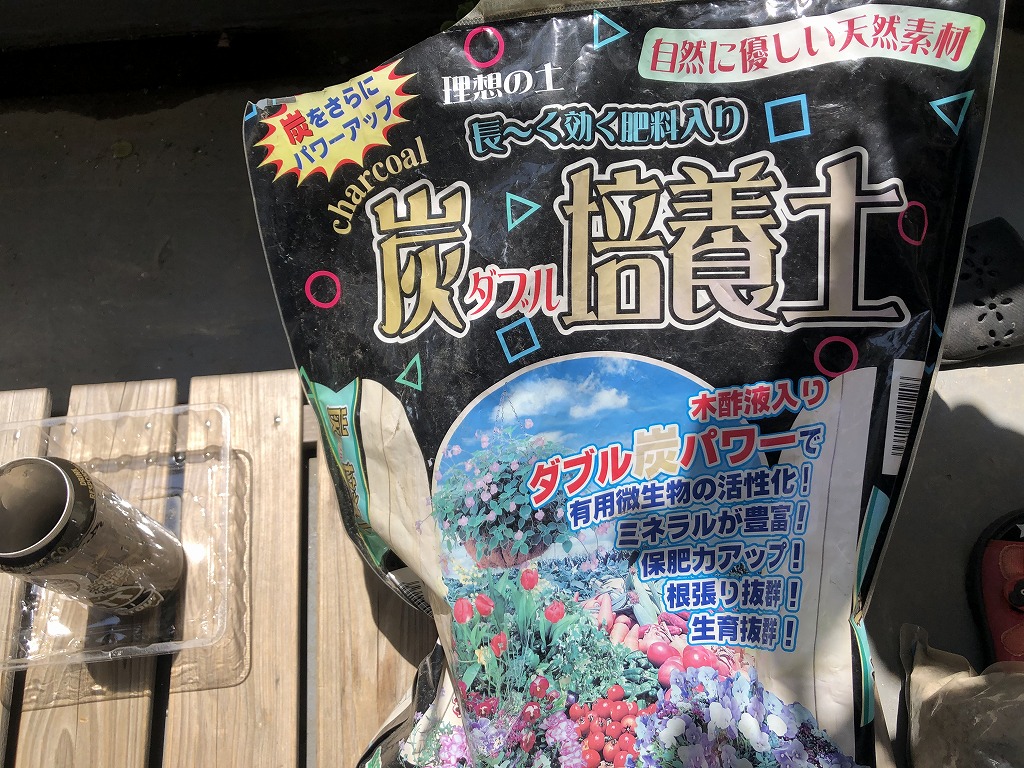 自然に優しい天然素材
理想の土
炭をさらに
パワーアップ
長〜く効く肥料入り
charcoal
炭ダブル培養土
木酢液入り
ダブル炭パワーで
有用微生物の活性化!
ミネラルが豊富!
保肥力アップ!
根張り抜群!
生育抜群!